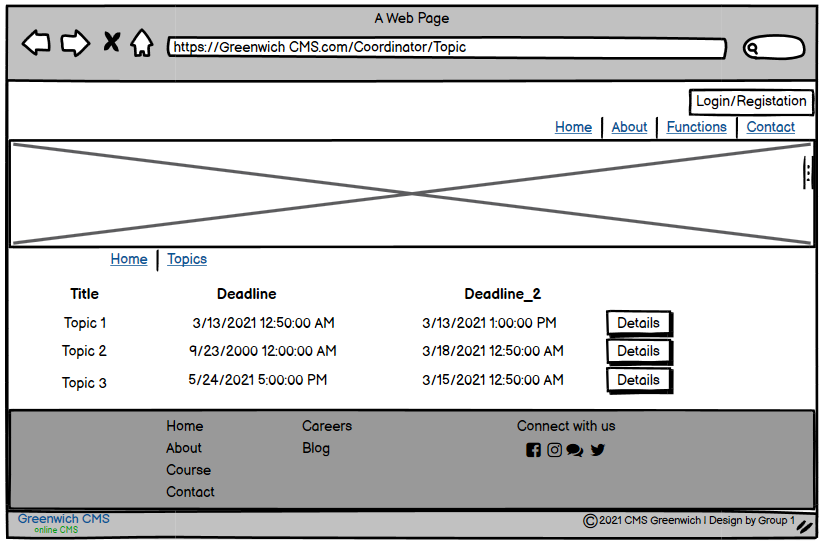 A Web Page
https://Greenwich CMS.com/Coordinator/Topic
Login/Registation
Home About Functions Contact
Home Topics
Title Deadline Deadline_2
Topic 1 3/13/2021 12:50:00 AM 3/13/2021 1:00:00 PM Details
Topic 2 9/23/2000 12:00:00 AM 3/18/2021 12:50:00 AM Details
Topic 3 5/24/2021 5:00:00 PM 3/15/2021 12:50:00 AM Details
Home Careers Connect with us
About Blog
Course
Contact
Greenwich CMS ©2021 CMS Greenwich | Design by Group 1
online CMS